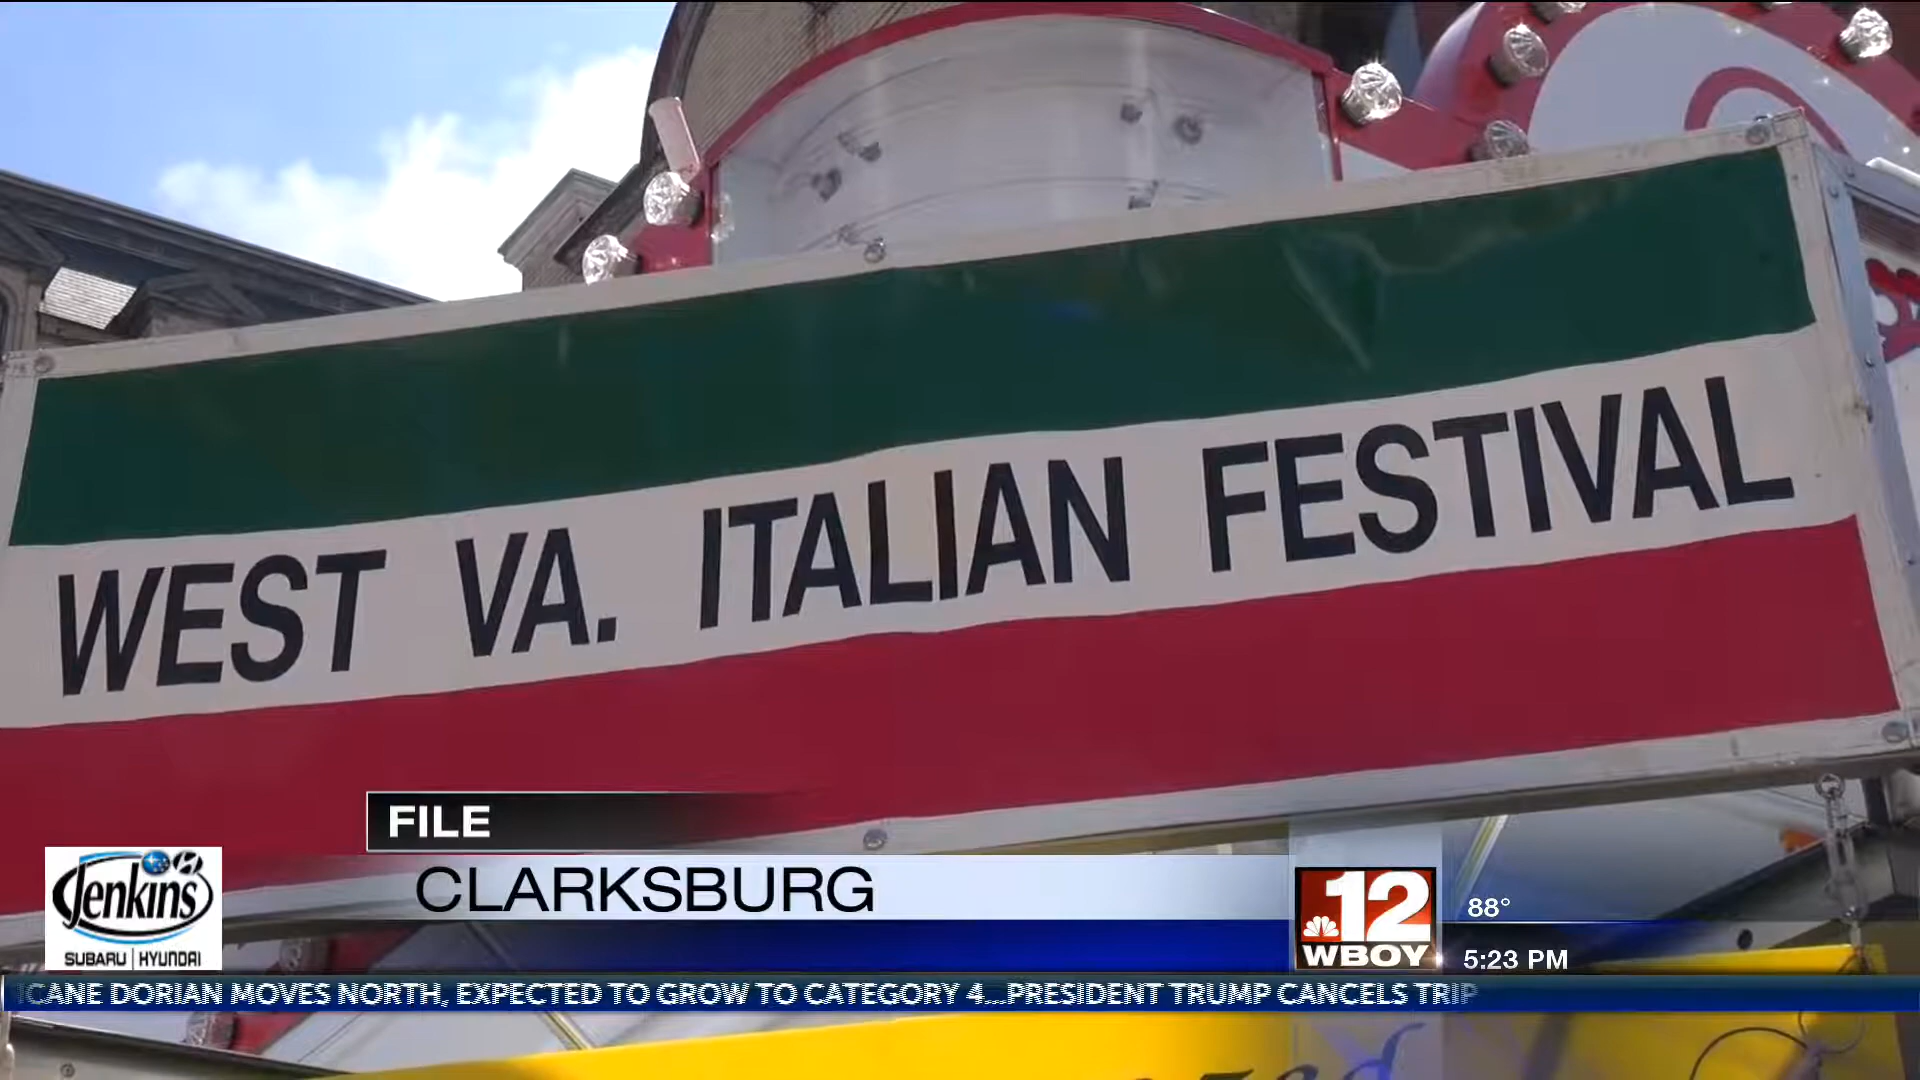 WEST VA. ITALIAN FESTIVAL
FILE
CLARKSBURG
Jenkins
SUBARU | HYUNDAI
12
WBOY
88°
5:23 PM
ICANE DORIAN MOVES NORTH, EXPECTED TO GROW TO CATEGORY 4...PRESIDENT TRUMP CANCELS TRIP